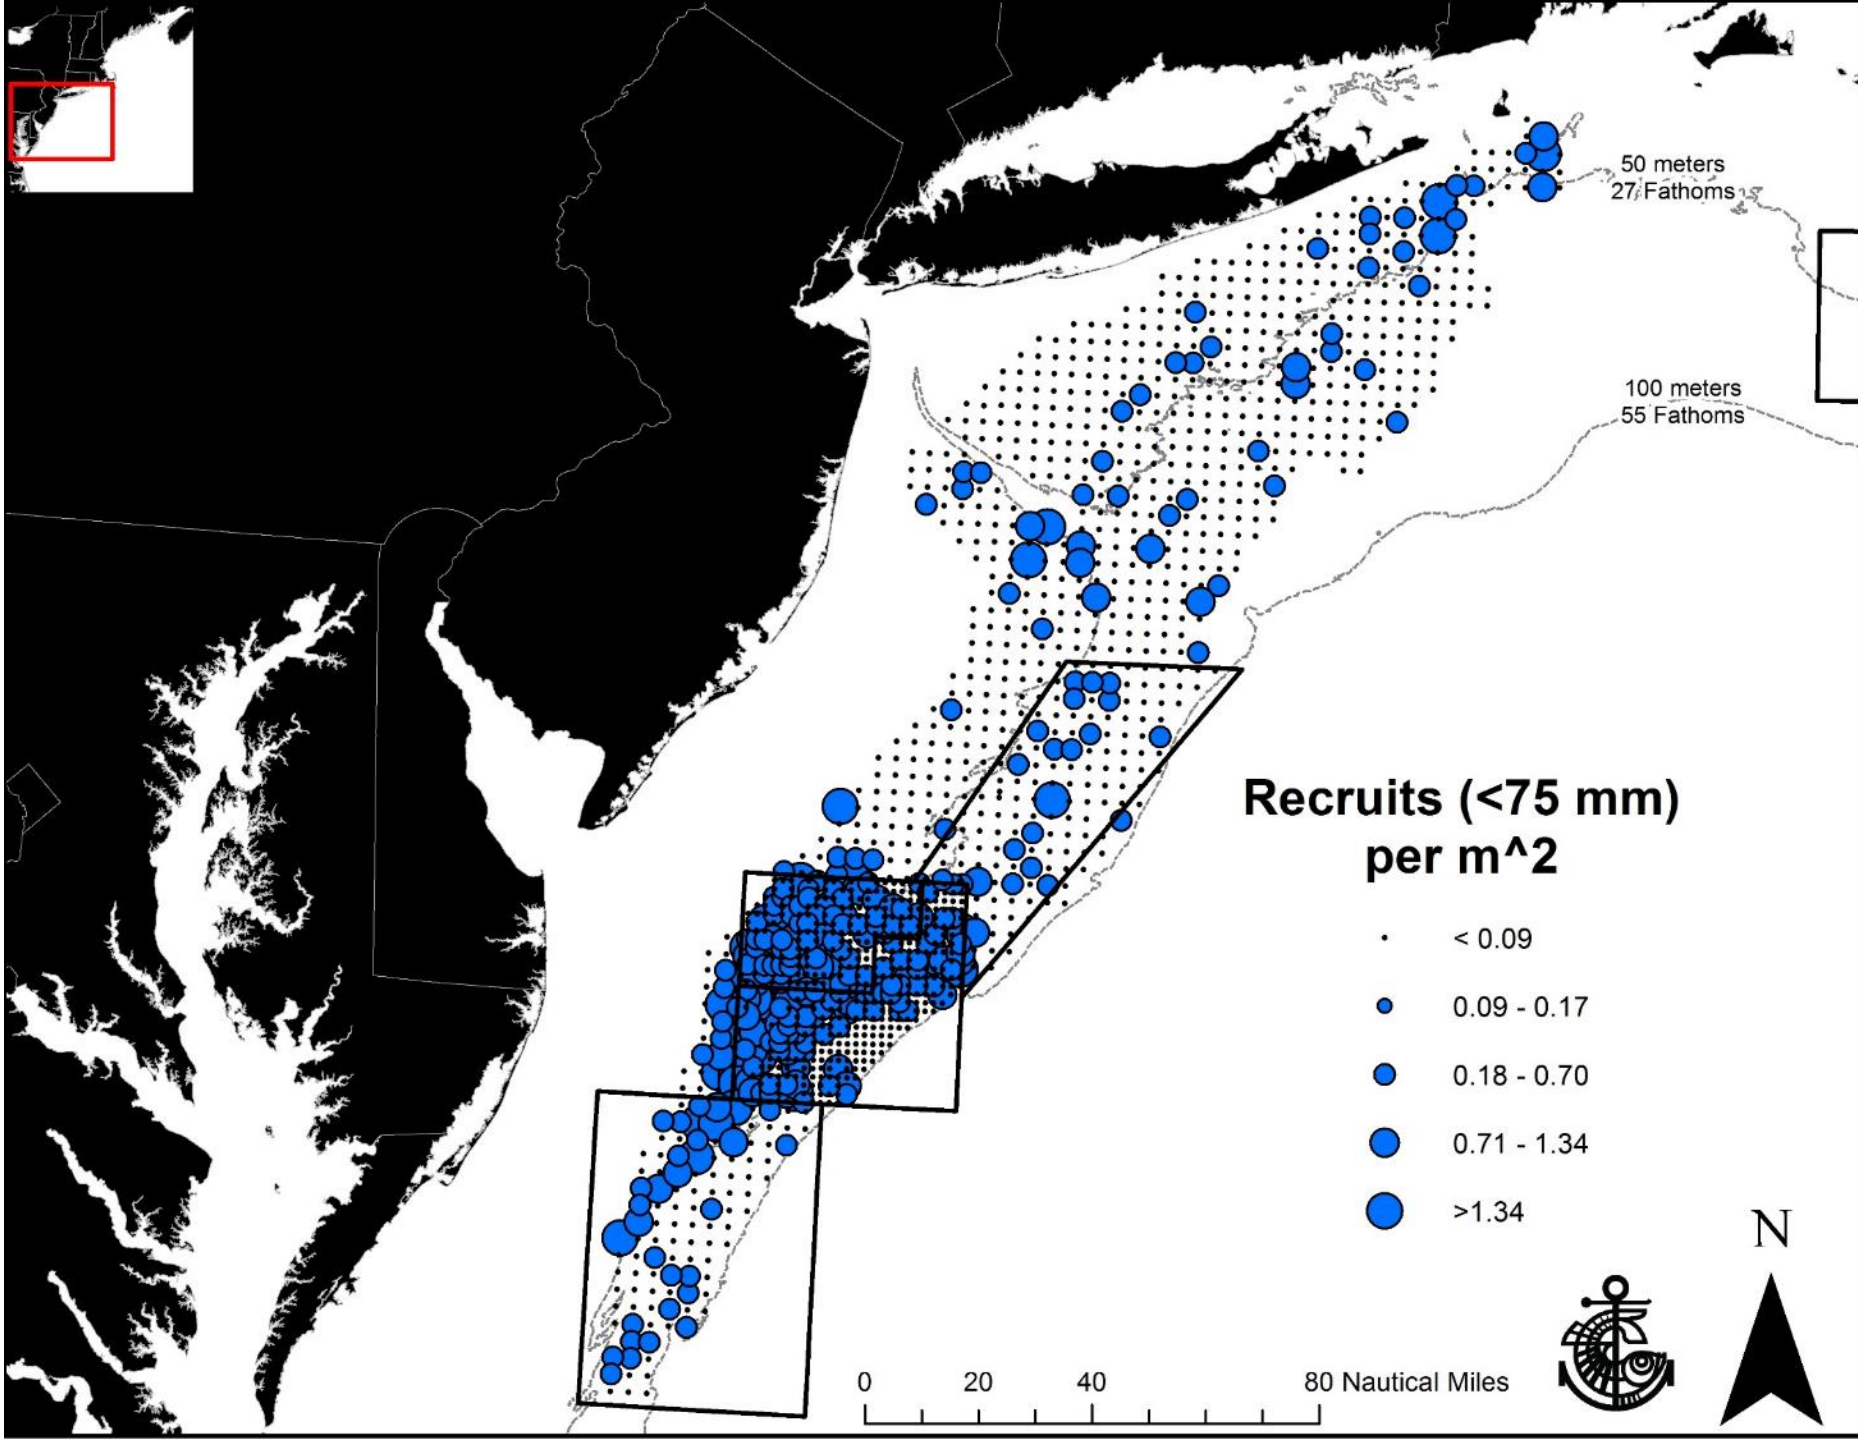 50 meters
27 Fathoms
100 meters
55 Fathoms
Recruits (<75 mm)
per m^2
< 0.09
0.09 - 0.17
0.18 - 0.70
0.71 - 1.34
>1.34
N
0 20 40 80 Nautical Miles